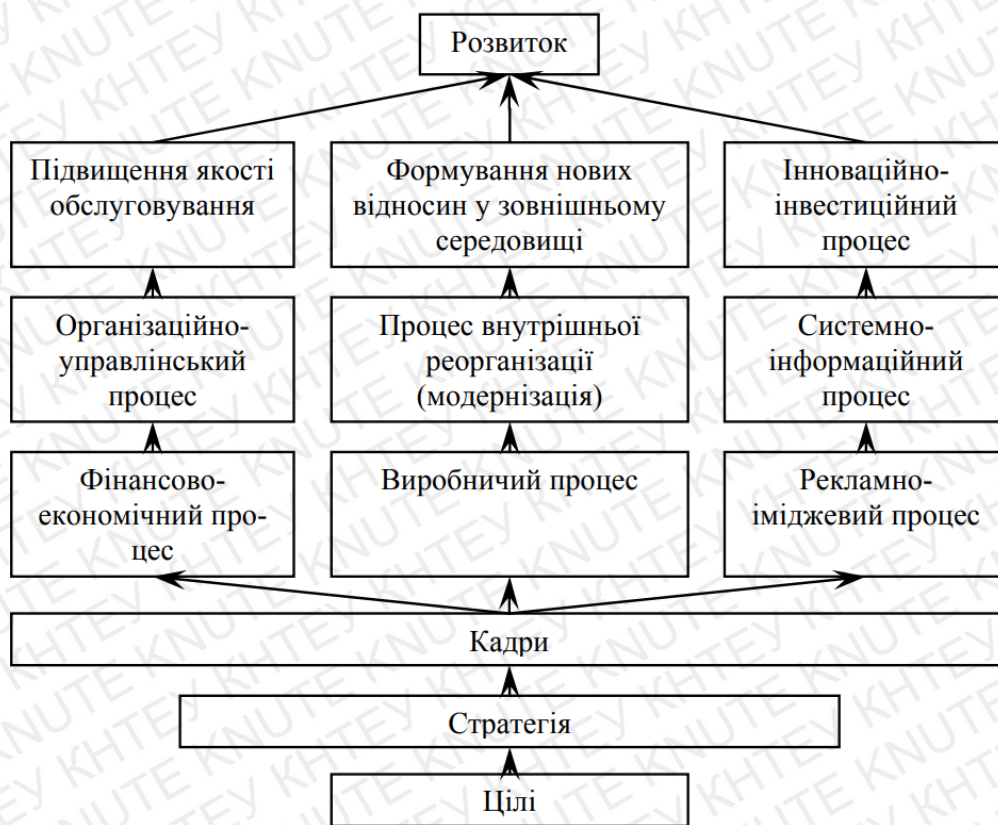 Розвиток
Підвищення якості
обслуговування
Формування нових
відносин у зовнішньому
середовищі
Інноваційно-
інвестиційний
процес
Організаційно-
управлінський
процес
Процес внутрішньої
реорганізації
(модернізація)
Системно-
інформаційний
процес
Фінансово-
економічний про-
цес
Виробничий процес
Рекламно-
іміджевий процес
Кадри
Стратегія
Цілі